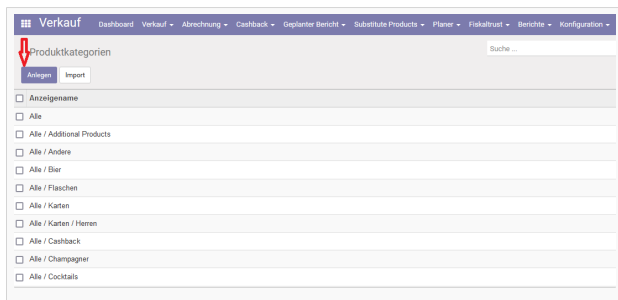 Verkauf Dashboard Verkauf Abrechnung Cashback Geplanter Bericht Substitute Products Planer Fiskaltrust Berichte Konfiguration
Produktkategorien Suche ...
Anlegen Import
Anzeigename
Alle
Alle / Additional Products
Alle / Andere
Alle / Bier
Alle / Flaschen
Alle / Karten
Alle / Karten / Herren
Alle / Cashback
Alle / Champagner
Alle / Cocktails